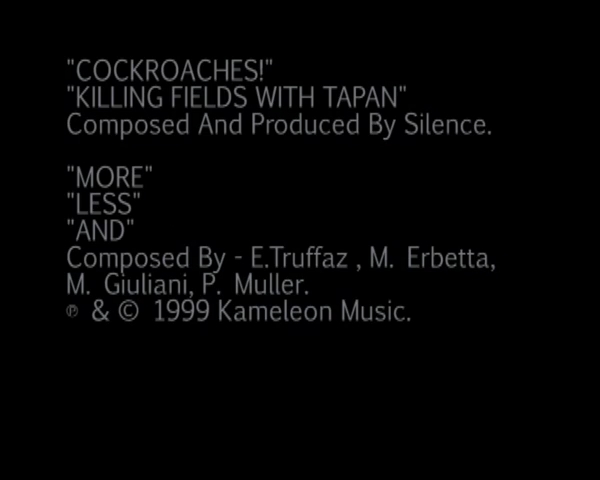 "COCKROACHES!"
"KILLING FIELDS WITH TAPAN"
Composed And Produced By Silence.
"MORE"
"LESS"
"AND"
Composed By - E.Truffaz , M. Erbetta,
M. Giuliani, P. Muller.
℗ & © 1999 Kameleon Music.